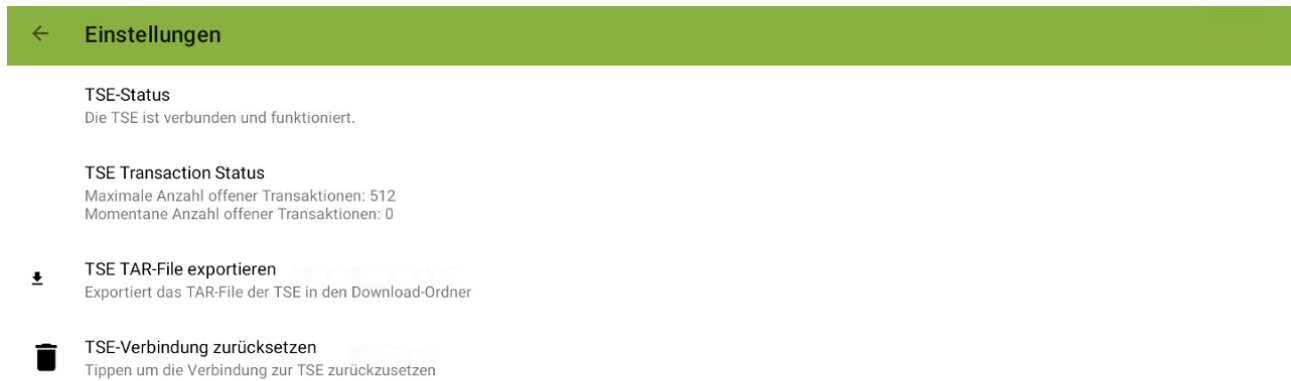 Einstellungen
TSE-Status
Die TSE ist verbunden und funktioniert.
TSE Transaction Status
Maximale Anzahl offener Transaktionen: 512
Momentane Anzahl offener Transaktionen: 0
TSE TAR-File exportieren
Exportiert das TAR-File der TSE in den Download-Ordner
TSE-Verbindung zurücksetzen
Tippen um die Verbindung zur TSE zurückzusetzen